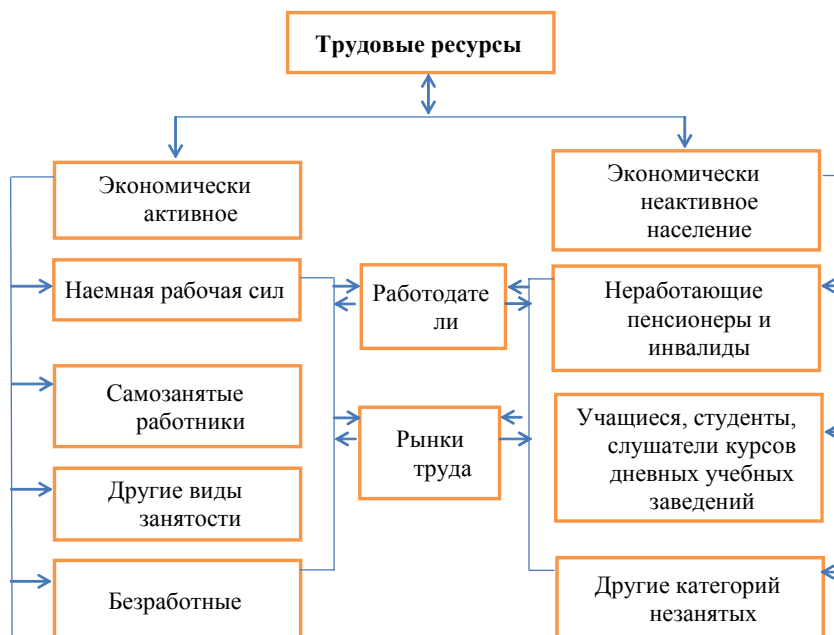 Трудовые ресурсы
Экономически
активное
Экономически
неактивное
население
Наемная рабочая сил
Работодате
ли
Неработающие
пенсионеры и
инвалиды
Самозанятые
работники
Рынки
труда
Учащиеся, студенты,
слушатели курсов
дневных учебных
заведений
Другие виды
занятости
Безработные
Другие категорий
незанятых